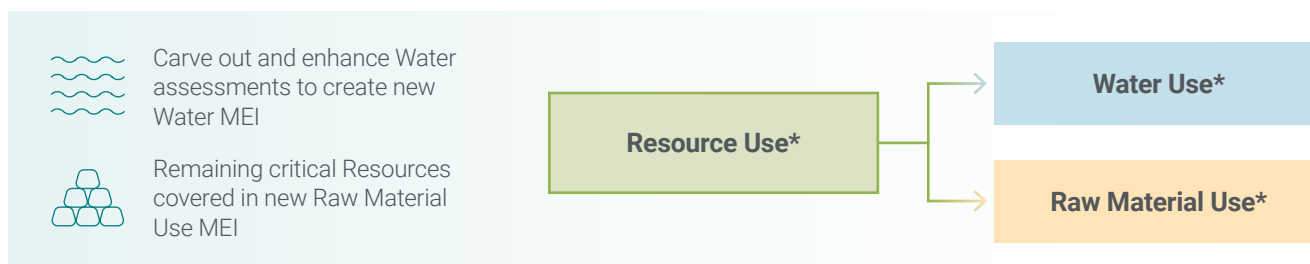 Carve out and enhance Water
assessments to create new
Water MEI
Remaining critical Resources
covered in new Raw Material
Use MEI
Resource Use*
Water Use*
Raw Material Use*